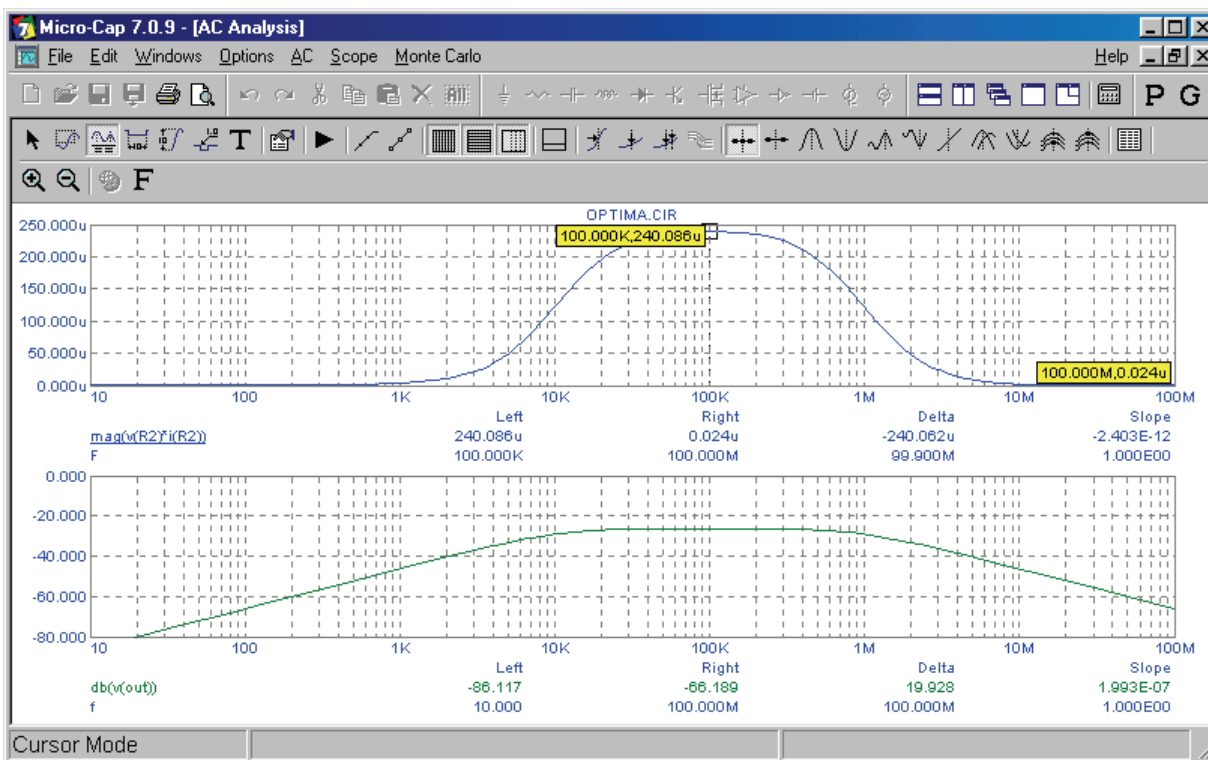 Micro-Cap 7.0.9 - [AC Analysis]
File Edit Windows Options AC Scope Monte Carlo Help
P G
T
F
OPTIMA.CIR
250.000u
100.000K,240.086u
200.000u
150.000u
100.000u
50.000u
100.000M,0.024u
0.000u
10 100 1K 10K 100K 1M 10M 100M
Left Right Delta Slope
mag(v(R2)*i(R2)) 240.086u 0.024u -240.062u -2.403E-12
F 100.000K 100.000M 99.900M 1.000E00
0.000
-20.000
-40.000
-60.000
-80.000
10 100 1K 10K 100K 1M 10M 100M
Left Right Delta Slope
db(v(out)) -86.117 -66.189 19.928 1.993E-07
f 10.000 100.000M 100.000M 1.000E00
Cursor Mode